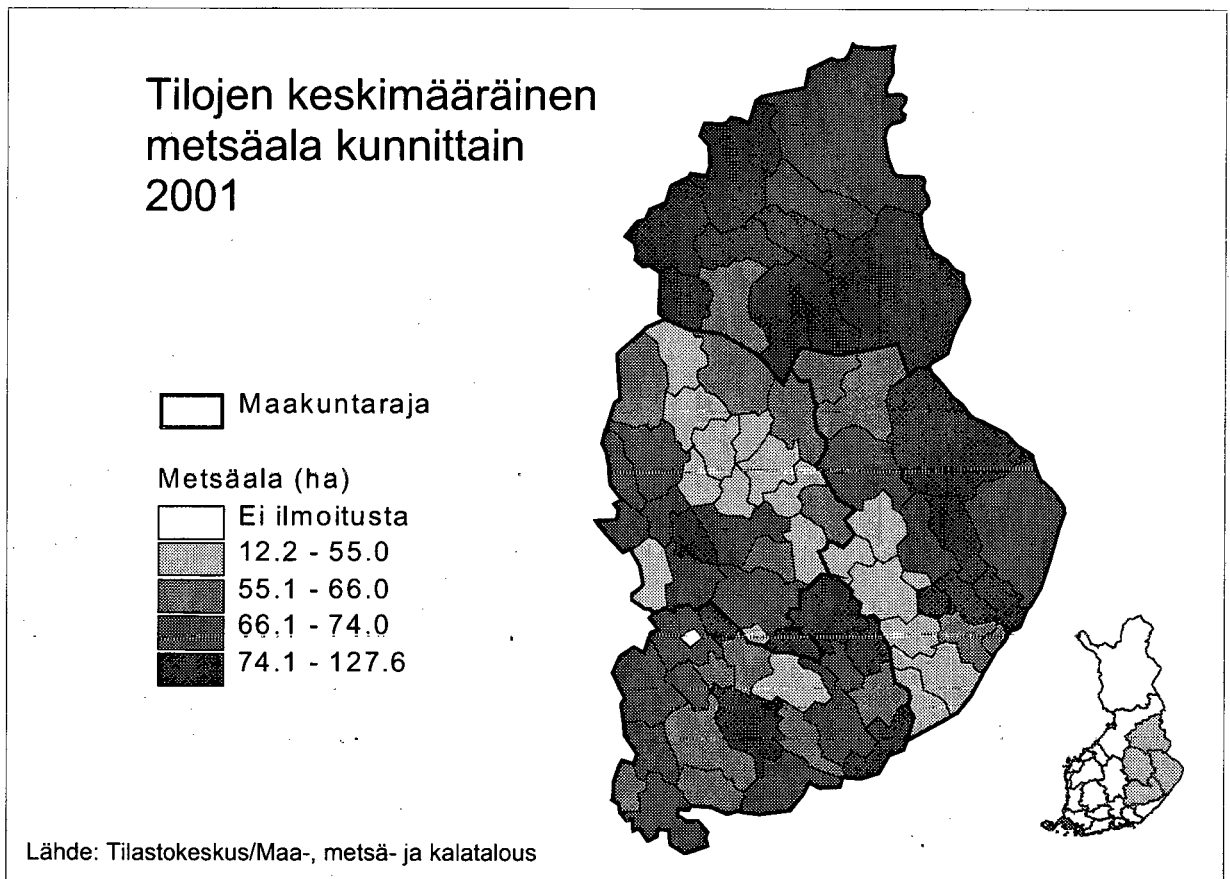 Tilojen keskimääräinen
metsäala kunnittain
2001
Maakuntaraja
Metsäala (ha)
Ei ilmoitusta
12.2 - 55.0
55.1 - 66.0
66.1 - 74.0
74.1 - 127.6
Lähde: Tilastokeskus/Maa-, metsä- ja kalatalous